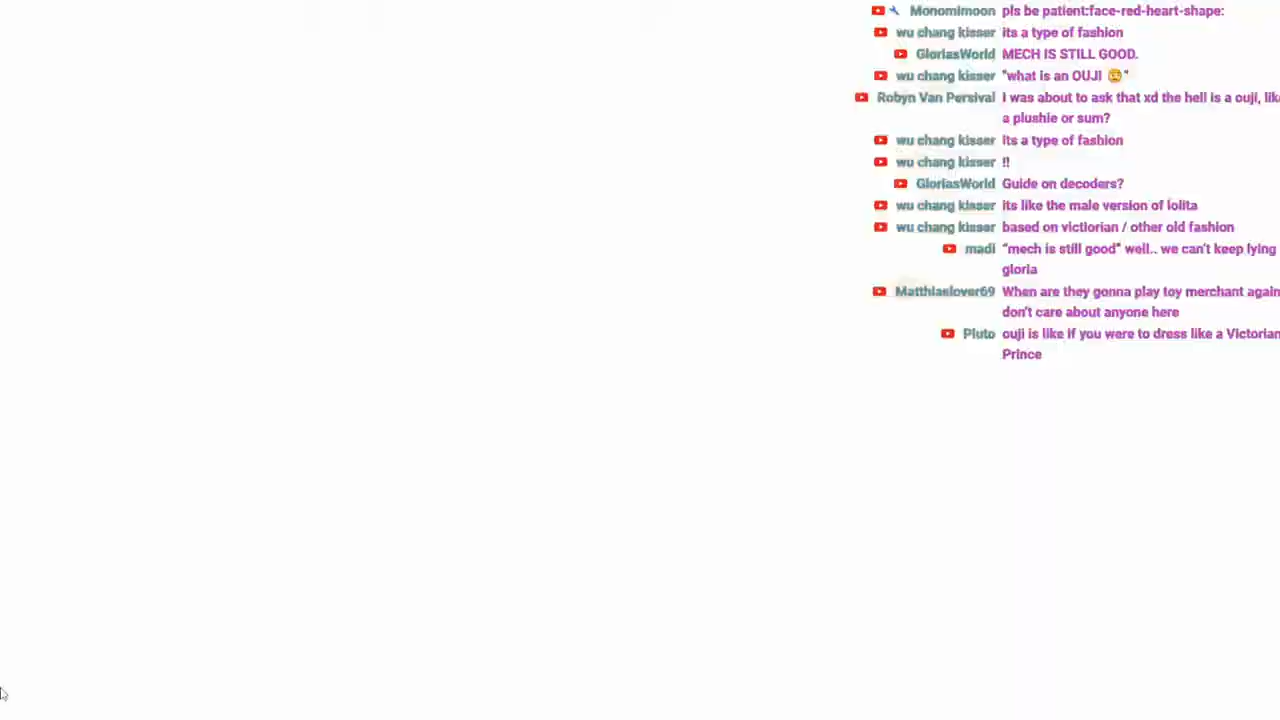 Monomimoon pls be patient:face-red-heart-shape:
wu chang kisser its a type of fashion
GloriasWorld MECH IS STILL GOOD.
wu chang kisser "what is an OUJI 🤓"
Robyn Van Persival I was about to ask that xd the hell is a ouji, like
a plushie or sum?
wu chang kisser its a type of fashion
wu chang kisser !!
GloriasWorld Guide on decoders?
wu chang kisser its like the male version of lolita
wu chang kisser based on victiorian / other old fashion
madi "mech is still good" well.. we can't keep lying
gloria
Matthiaslover69 When are they gonna play toy merchant again
don't care about anyone here
Pluto ouji is like if you were to dress like a Victorian
Prince